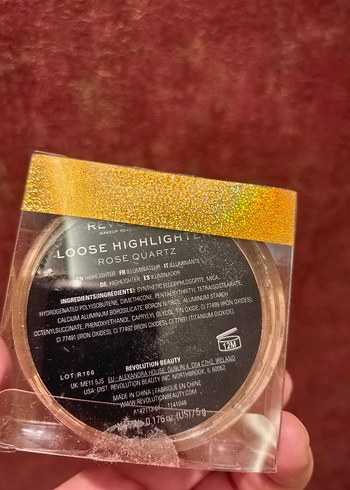 REV
MAKEUP
LOOSE HIGHLIGHTER
ROSE QUARTZ
EN HIGHLIGHTER FR ILLUMINATEUR IT ILLUMINANTE
DE HIGHLIGHTER ES ILUMINADOR
INGREDIENTS/INGRÉDIENTS: SYNTHETIC FLUORPHLOGOPITE, MICA,
HYDROGENATED POLYISOBUTENE, DIMETHICONE, PENTAERYTHRITYL TETRAISOSTEARATE,
CALCIUM ALUMINUM BOROSILICATE, BORON NITRIDE, ALUMINUM STARCH
OCTENYLSUCCINATE, PHENOXYETHANOL, CAPRYLYL GLYCOL, TIN OXIDE, CI 77499 (IRON OXIDES),
CI 77491 (IRON OXIDES), CI 77492 (IRON OXIDES), CI 77891 (TITANIUM DIOXIDE).
12M
LOT: R166
REVOLUTION BEAUTY
UK: ME11 5JS EU - ALEXANDRA HOUSE, DUBLIN 4, D04 C7H2, IRELAND
USA: DIST. REVOLUTION BEAUTY INC. NORTHBROOK, IL 60062
MADE IN CHINA | FABRIQUÉ EN CHINE
WWW.REVOLUTIONBEAUTY.COM
1141048
0.176 oz. (US) / 5g